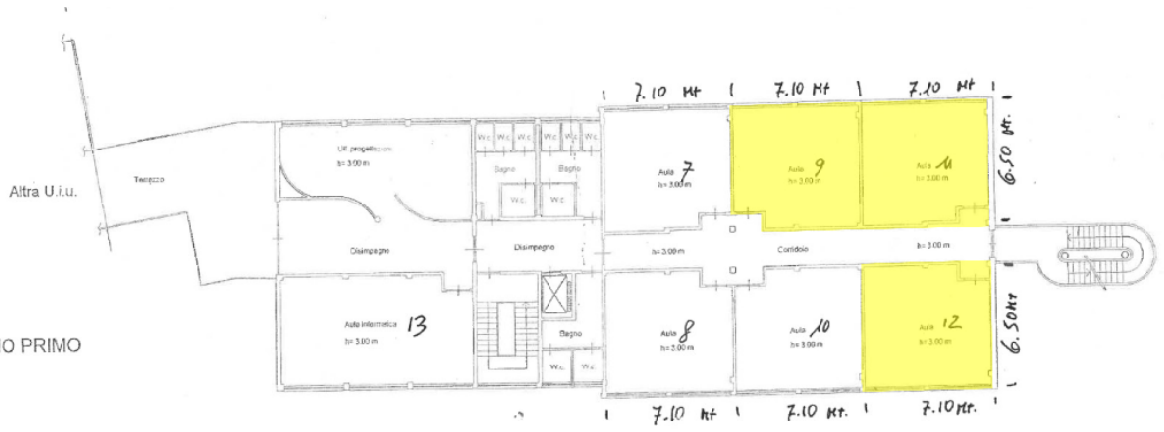 7.10 Mt 7.10 Mt 7.10 Mt
6.50 Mt.
W.c. W.c. W.c. W.c. W.c. W.c.
Uff. progettazioni
h= 3.00 m
Bagno Bagno
W.c. W.c.
Aula 7
h= 3.00 m
Aula 9
h= 3.00 m
Aula 11
h= 3.00 m
Altra U.i.u.
Terrazzo
Disimpegno
Disimpegno
h= 3.00 m
Corridoio
h= 3.00 m
Aula informatica 13
h= 3.00 m
Bagno
W.c. W.c.
Aula 8
h= 3.00 m
Aula 10
h= 3.00 m
Aula 12
h= 3.00 m
6.50 Mt
O PRIMO
7.10 Mt 7.10 Mt. 7.10 Mt.